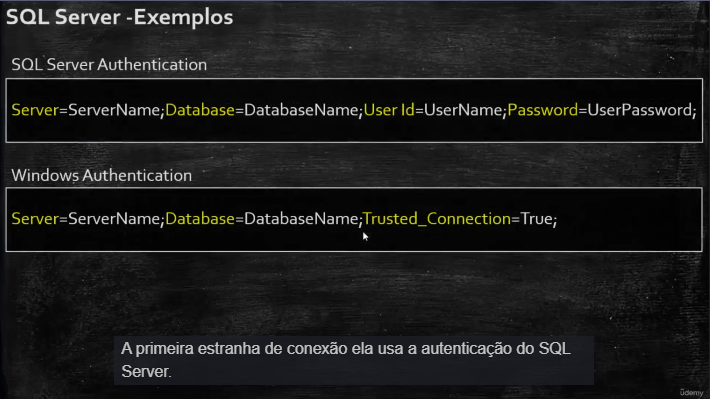 SQL Server -Exemplos
SQL Server Authentication
Server=ServerName;Database=DatabaseName;User Id=UserName;Password=UserPassword;
Windows Authentication
Server=ServerName;Database=DatabaseName;Trusted_Connection=True;
A primeira estranha de conexão ela usa a autenticação do SQL
Server.
ûdemy